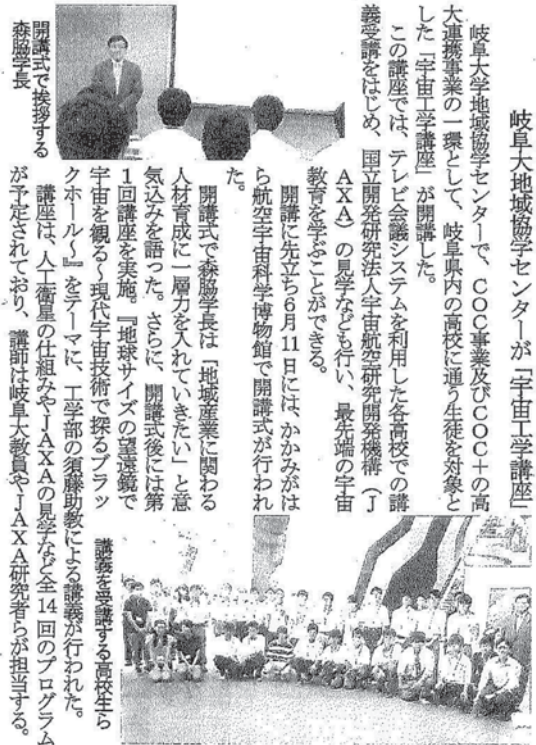 岐阜大地域協学センターが「宇宙工学講座」
岐阜大学地域協学センターで、COC事業及びCOC+の高
大連携事業の一環として、岐阜県内の高校に通う生徒を対象と
した「宇宙工学講座」が開講した。
この講座では、テレビ会議システムを利用した各高校での講
義受講をはじめ、国立開発研究法人宇宙航空研究開発機構（J
AXA）の見学なども行い、最先端の宇宙
教育を学ぶことができる。
開講に先立ち6月11日には、かかみがは
ら航空宇宙科学博物館で開講式が行われ
た。
開講式で森脇学長は「地域産業に関わる
人材育成に一層力を入れていきたい」と意
気込みを語った。さらに、開講式後には第
1回講座を実施。『地球サイズの望遠鏡で
宇宙を観る～現代宇宙技術で探るブラッ
クホール～』をテーマに、工学部の須藤助教による講義が行われた。
講座は、人工衛星の仕組みやJAXAの見学など全14回のプログラム
が予定されており、講師は岐阜大教員やJAXA研究者らが担当する。
開講式で挨拶する
森脇学長
講義を受講する高校生ら